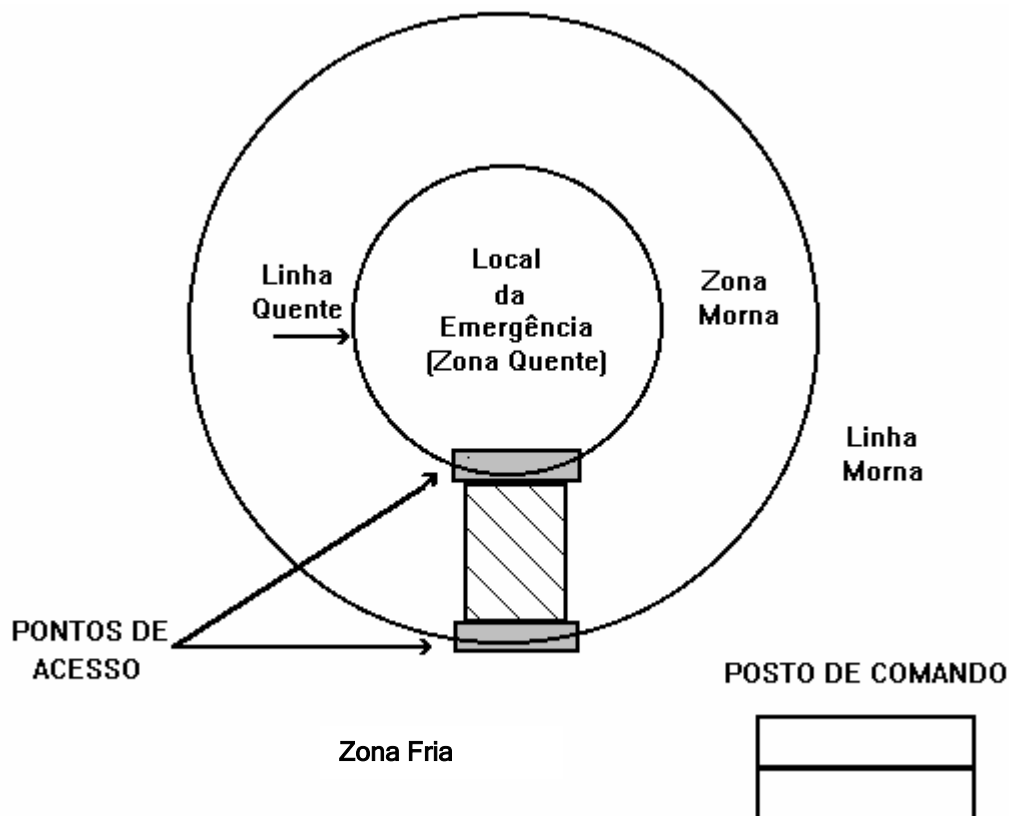 Local
da
Emergência
(Zona Quente)
Linha
Quente
Zona
Morna
Linha
Morna
PONTOS DE
ACESSO
POSTO DE COMANDO
Zona Fria